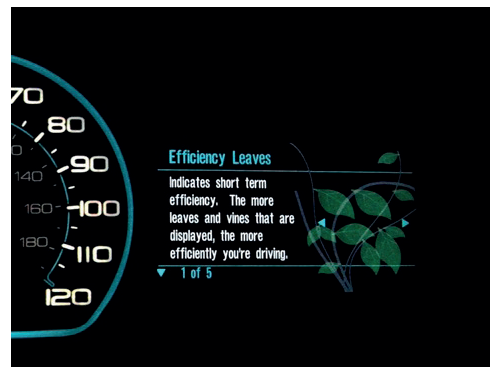 70
80
90
140
160
100
180
110
120
Efficiency Leaves
Indicates short term
efficiency. The more
leaves and vines that are
displayed, the more
efficiently you're driving.
1 of 5